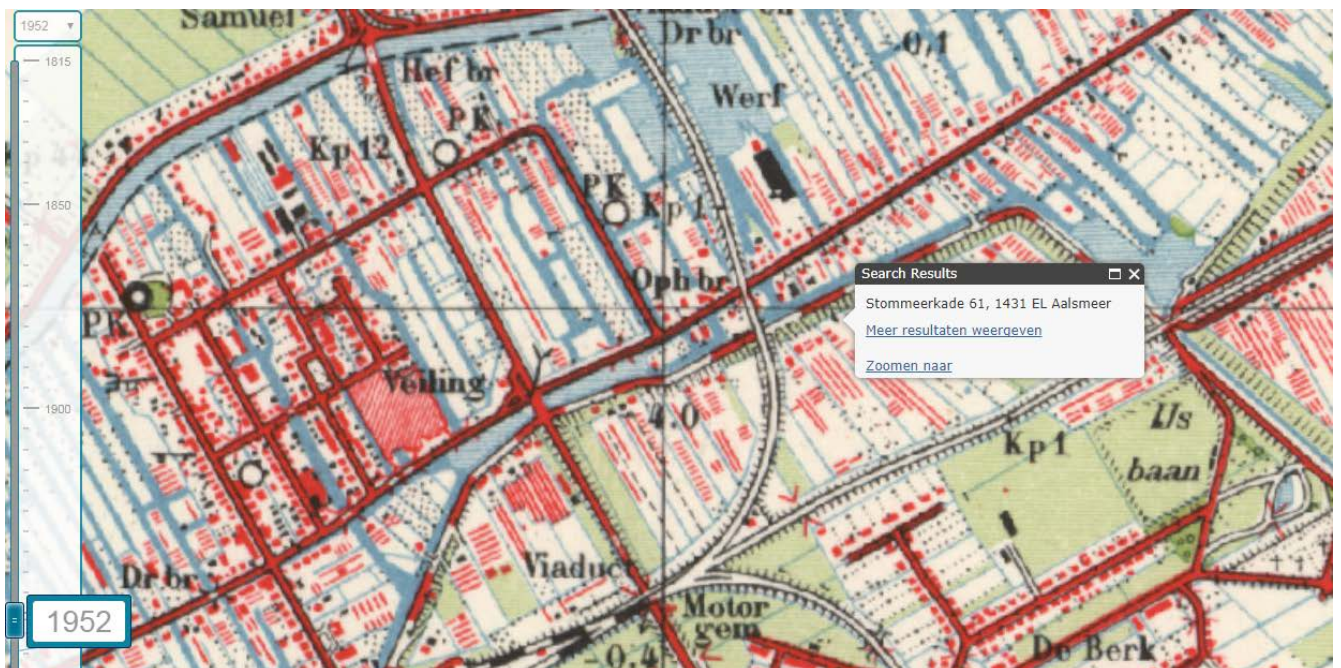 1952
1815
1850
1900
1952
Samuel
Dr br
-0,1
Hef br
Werf
PK
Kp 12
PK
Kp 1
Oph br
PK
Veiling
4.0
Kp 1
IJs
baan
Dr br
Viaduct
Motor
gem
-0.4
De Berk
Search Results
Stommeerkade 61, 1431 EL Aalsmeer
Meer resultaten weergeven
Zoomen naar